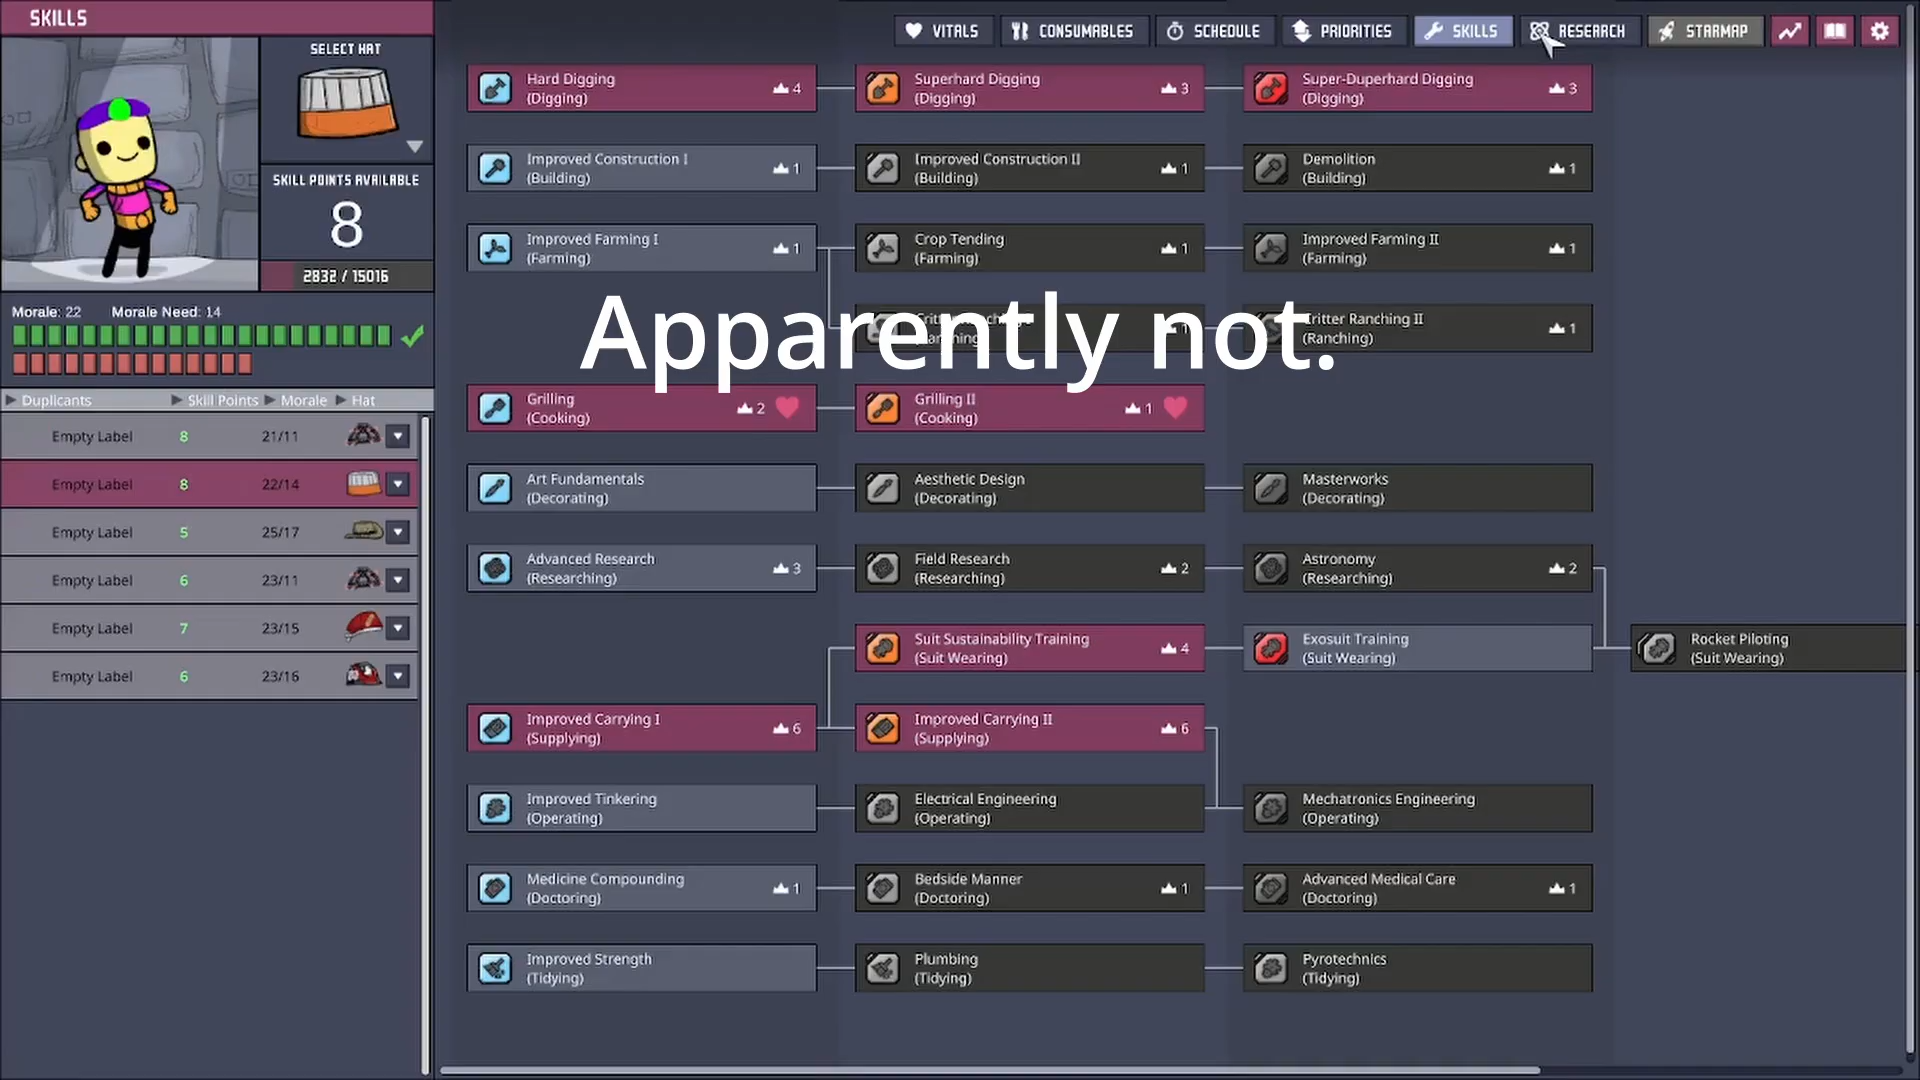 SKILLS
VITALS
CONSUMABLES
SCHEDULE
PRIORITIES
SKILLS
RESEARCH
STARMAP
SELECT HAT
SKILL POINTS AVAILABLE
8
2832 / 15016
Morale: 22 Morale Need: 14
Duplicants Skill Points Morale Hat
Empty Label 8 21/11
Empty Label 8 22/14
Empty Label 5 25/17
Empty Label 6 23/11
Empty Label 7 23/15
Empty Label 6 23/16
Hard Digging 4
(Digging)
Superhard Digging 3
(Digging)
Super-Duperhard Digging 3
(Digging)
Improved Construction I 1
(Building)
Improved Construction II 1
(Building)
Demolition 1
(Building)
Improved Farming I 1
(Farming)
Crop Tending 1
(Farming)
Improved Farming II 1
(Farming)
Apparently not.
Critter Ranching II 1
(Ranching)
Grilling 2
(Cooking)
Grilling II 1
(Cooking)
Art Fundamentals
(Decorating)
Aesthetic Design
(Decorating)
Masterworks
(Decorating)
Advanced Research 3
(Researching)
Field Research 2
(Researching)
Astronomy 2
(Researching)
Suit Sustainability Training 4
(Suit Wearing)
Exosuit Training
(Suit Wearing)
Rocket Piloting
(Suit Wearing)
Improved Carrying I 6
(Supplying)
Improved Carrying II 6
(Supplying)
Improved Tinkering
(Operating)
Electrical Engineering
(Operating)
Mechatronics Engineering
(Operating)
Medicine Compounding 1
(Doctoring)
Bedside Manner 1
(Doctoring)
Advanced Medical Care 1
(Doctoring)
Improved Strength
(Tidying)
Plumbing
(Tidying)
Pyrotechnics
(Tidying)